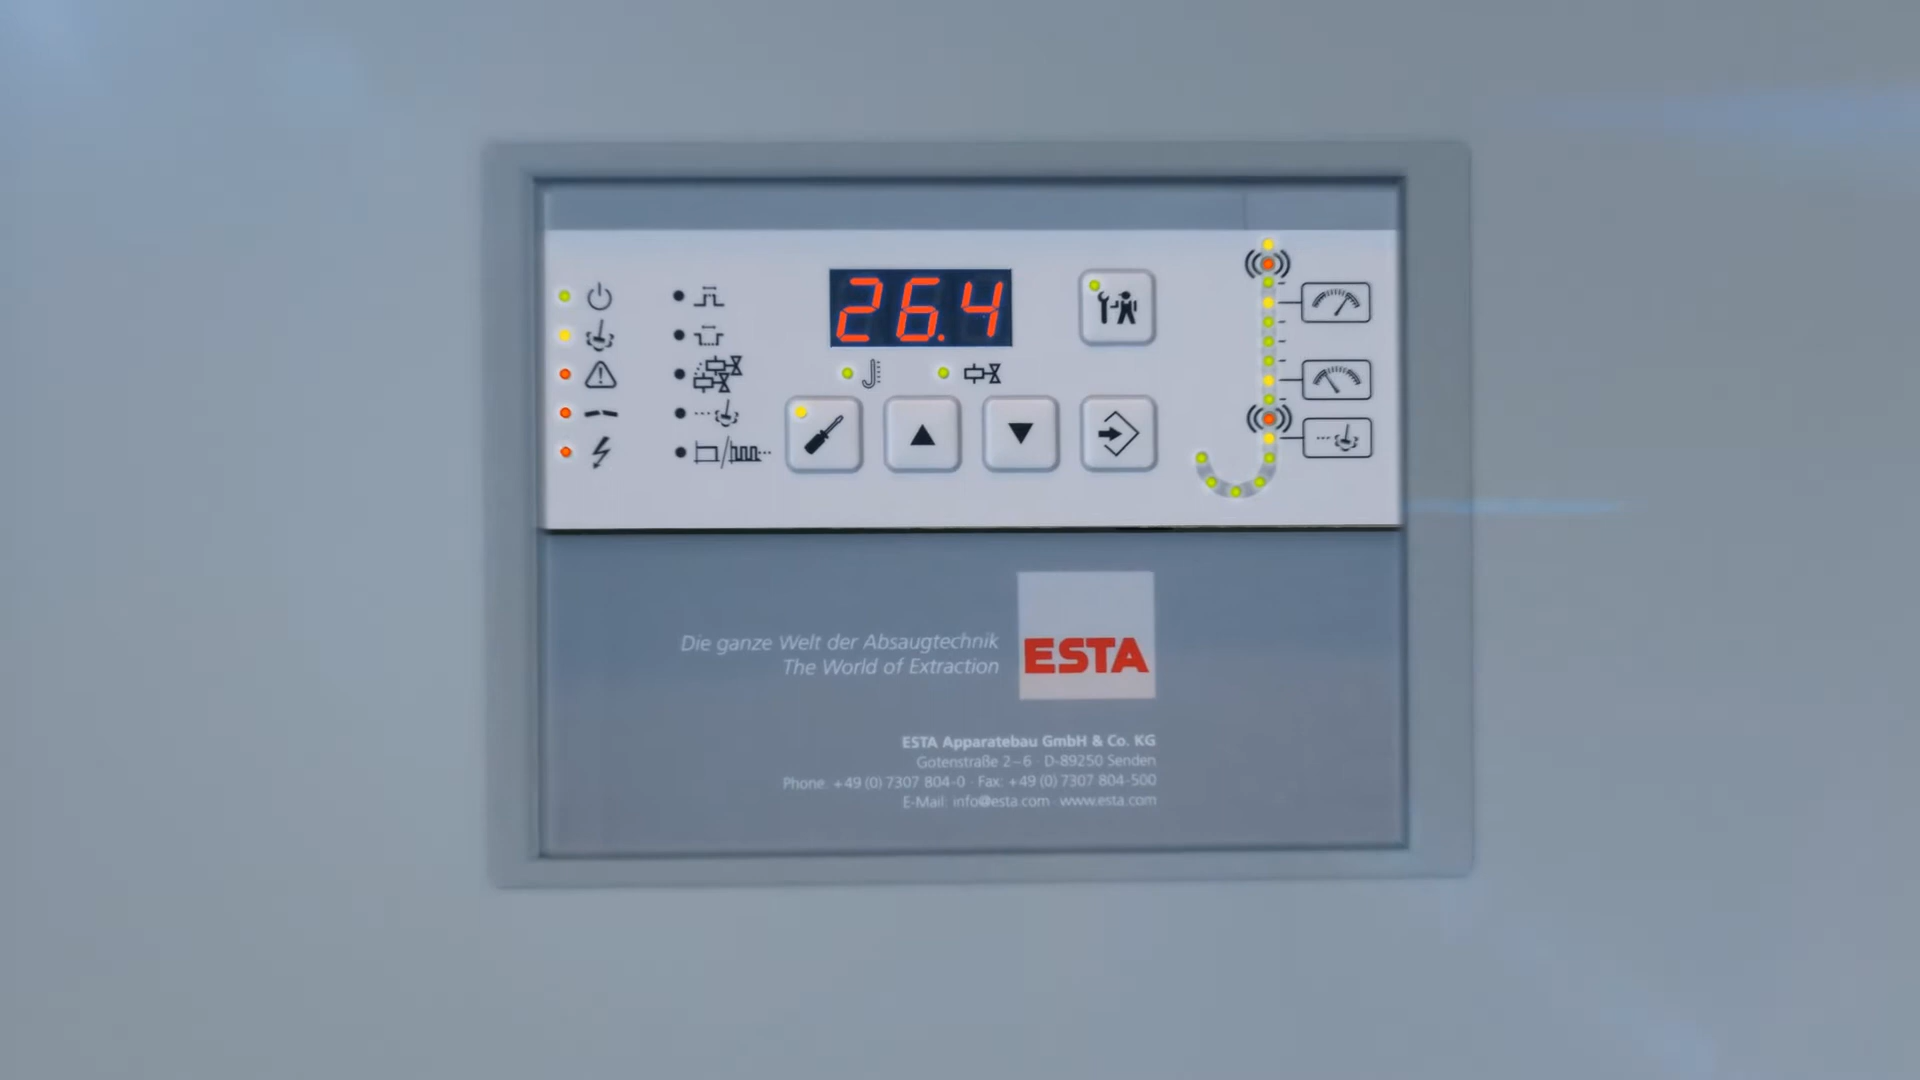 26.4
Die ganze Welt der Absaugtechnik
The World of Extraction
ESTA
ESTA Apparatebau GmbH & Co. KG
Gotenstraße 2–6 · D-89250 Senden
Phone: +49 (0) 7307 804-0 · Fax: +49 (0) 7307 804-500
E-Mail: info@esta.com · www.esta.com